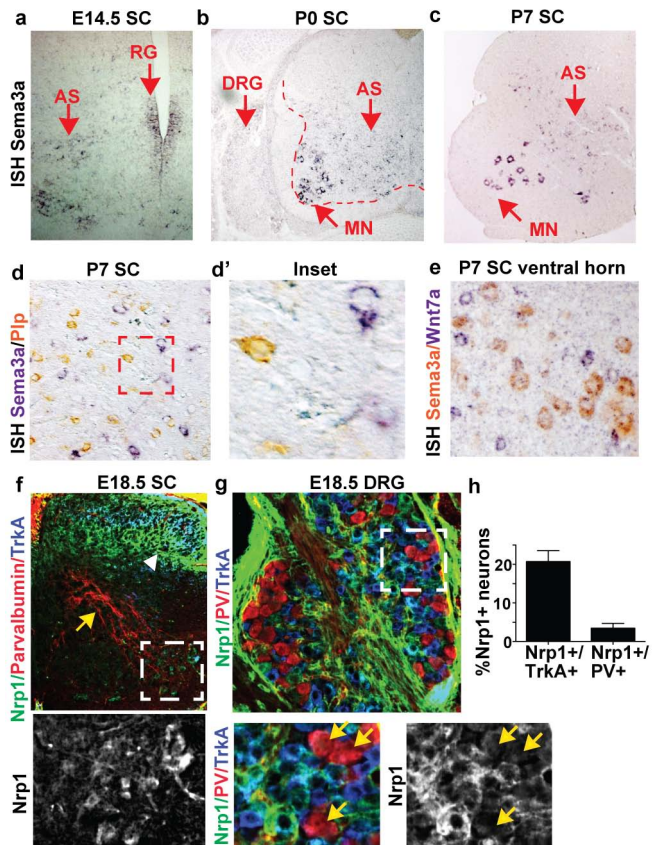 a E14.5 SC
b P0 SC
c P7 SC
ISH Sema3a
AS
RG
DRG
AS
MN
AS
MN
d P7 SC
d' Inset
e P7 SC ventral horn
ISH Sema3a/Plp
ISH Sema3a/Wnt7a
f E18.5 SC
g E18.5 DRG
h
Nrp1/Parvalbumin/TrkA
Nrp1/PV/TrkA
%Nrp1+ neurons
20
10
0
Nrp1+/
TrkA+
Nrp1+/
PV+
Nrp1
Nrp1/PV/TrkA
Nrp1